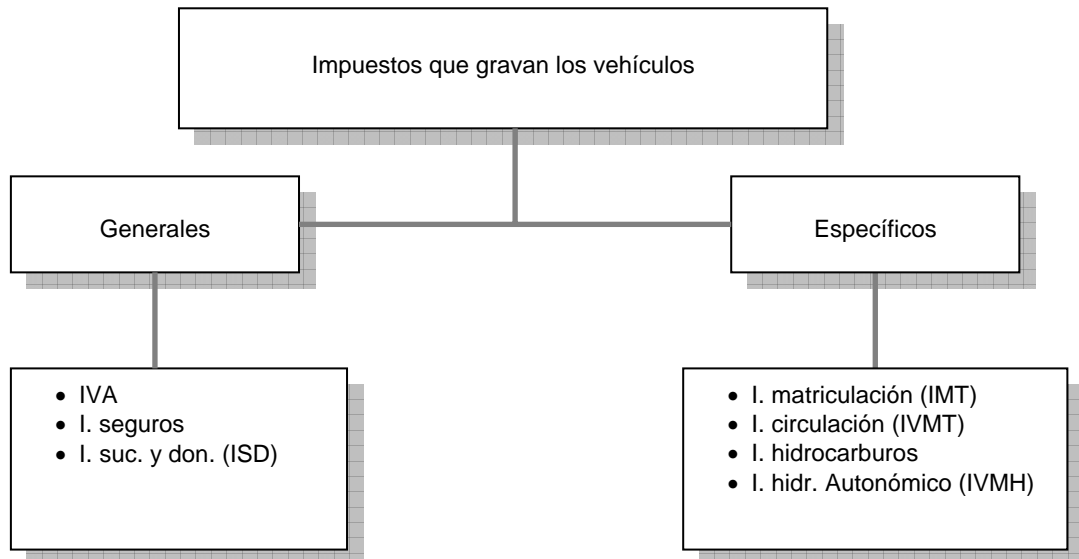 Impuestos que gravan los vehículos
Generales
Específicos
• IVA
• I. seguros
• I. suc. y don. (ISD)
• I. matriculación (IMT)
• I. circulación (IVMT)
• I. hidrocarburos
• I. hidr. Autonómico (IVMH)